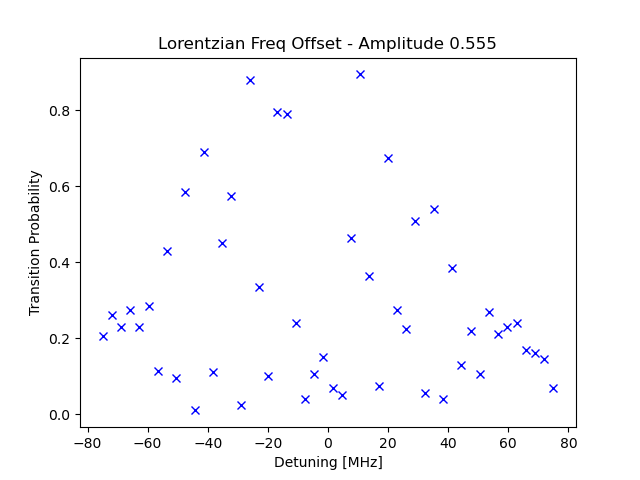 Lorentzian Freq Offset - Amplitude 0.555
Transition Probability
0.8
0.6
0.4
0.2
0.0
−80 −60 −40 −20 0 20 40 60 80
Detuning [MHz]